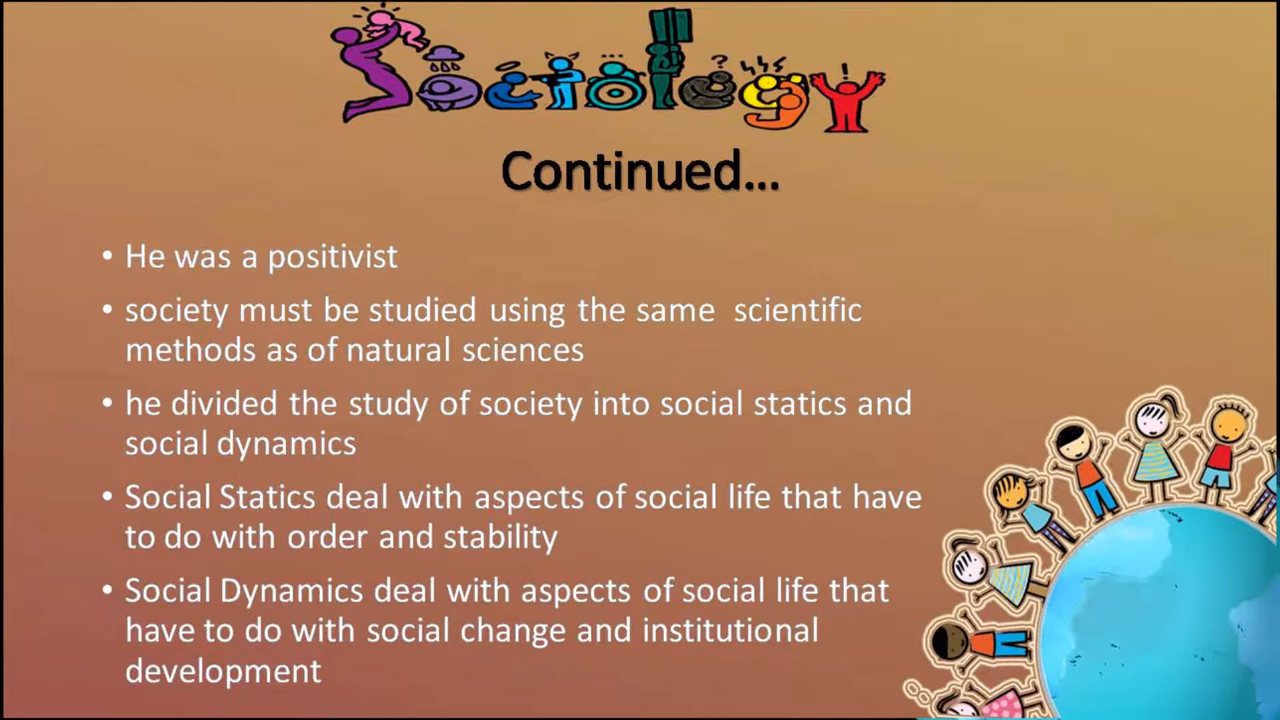 Sociology
Continued...
• He was a positivist
• society must be studied using the same scientific
methods as of natural sciences
• he divided the study of society into social statics and
social dynamics
• Social Statics deal with aspects of social life that have
to do with order and stability
• Social Dynamics deal with aspects of social life that
have to do with social change and institutional
development